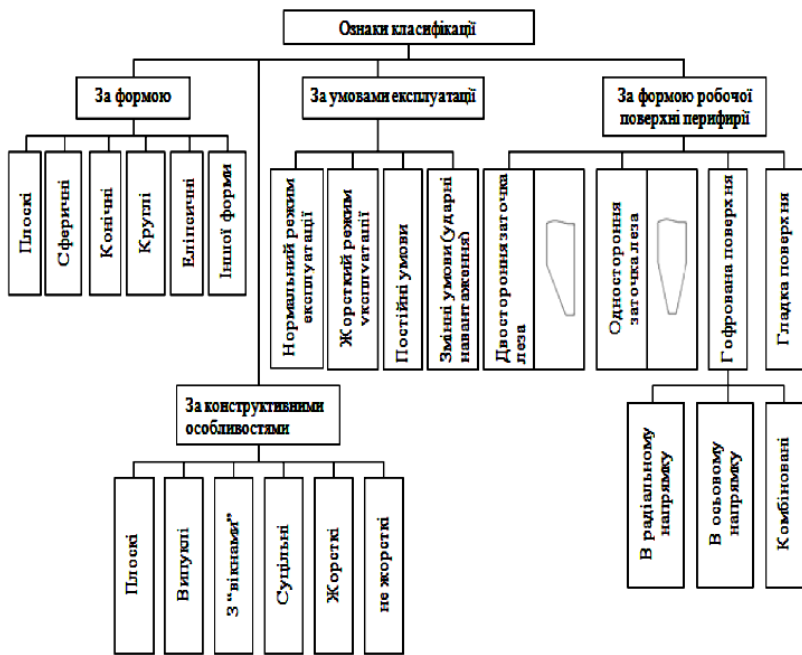 Ознаки класифікації
За формою
За умовами експлуатації
За формою робочої
поверхні перифирії
Плоскі
Сферичні
Конічні
Круглі
Еліпсичні
Іншої форми
Нормальний режим
експлуатації
Жорсткий режим
експлуатації
Постійні умови
Змінні умови (ударні
навантаження)
Двостороння заточка
леза
Одностороння
заточка леза
Гофрована поверхня
Гладка поверхня
За конструктивними
особливостями
Плоскі
Випуклі
З “вікнами”
Суцільні
Жорсткі
не жорсткі
В радіальному
напрямку
В осьовому
напрямку
Комбіновані